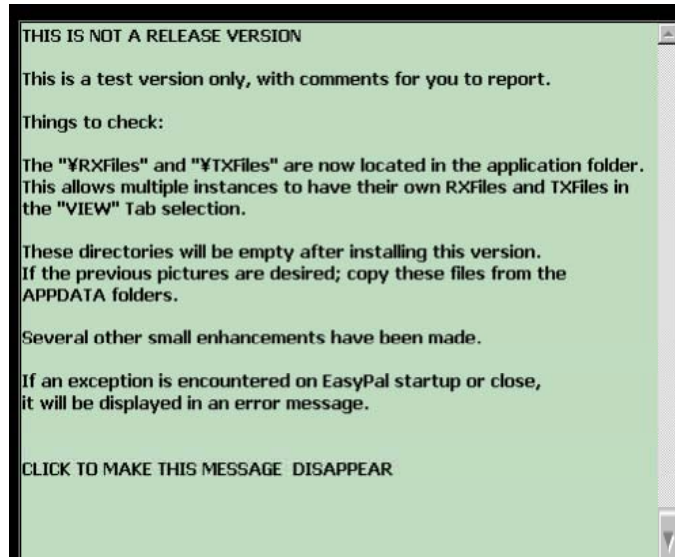 THIS IS NOT A RELEASE VERSION
This is a test version only, with comments for you to report.
Things to check:
The "¥RXFiles" and "¥TXFiles" are now located in the application folder.
This allows multiple instances to have their own RXFiles and TXFiles in
the "VIEW" Tab selection.
These directories will be empty after installing this version.
If the previous pictures are desired; copy these files from the
APPDATA folders.
Several other small enhancements have been made.
If an exception is encountered on EasyPal startup or close,
it will be displayed in an error message.
CLICK TO MAKE THIS MESSAGE  DISAPPEAR